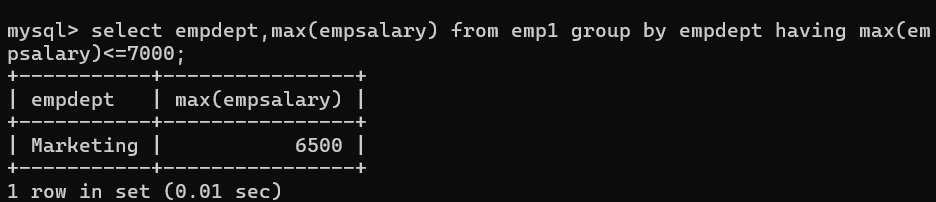 mysql> select empdept,max(empsalary) from emp1 group by empdept having max(em
psalary)<=7000;
+-----------+----------------+
| empdept   | max(empsalary) |
+-----------+----------------+
| Marketing |           6500 |
+-----------+----------------+
1 row in set (0.01 sec)